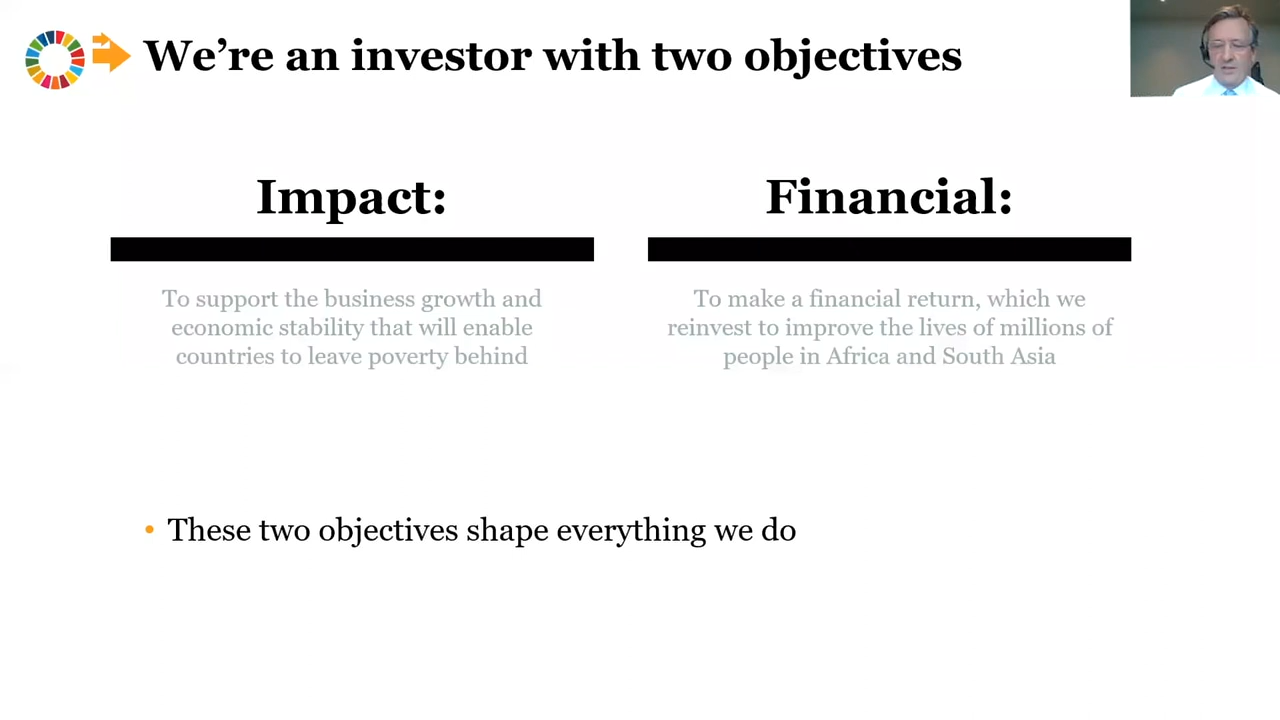 We’re an investor with two objectives
Impact:
To support the business growth and
economic stability that will enable
countries to leave poverty behind
Financial:
To make a financial return, which we
reinvest to improve the lives of millions of
people in Africa and South Asia
• These two objectives shape everything we do